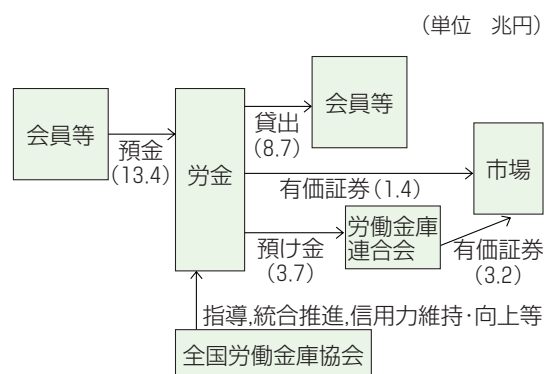 (単位 兆円)
会員等
預金
(13.4)
労金
貸出
(8.7)
会員等
有価証券(1.4)
市場
預け金
(3.7)
労働金庫
連合会
有価証券
(3.2)
指導,統合推進,信用力維持・向上等
全国労働金庫協会